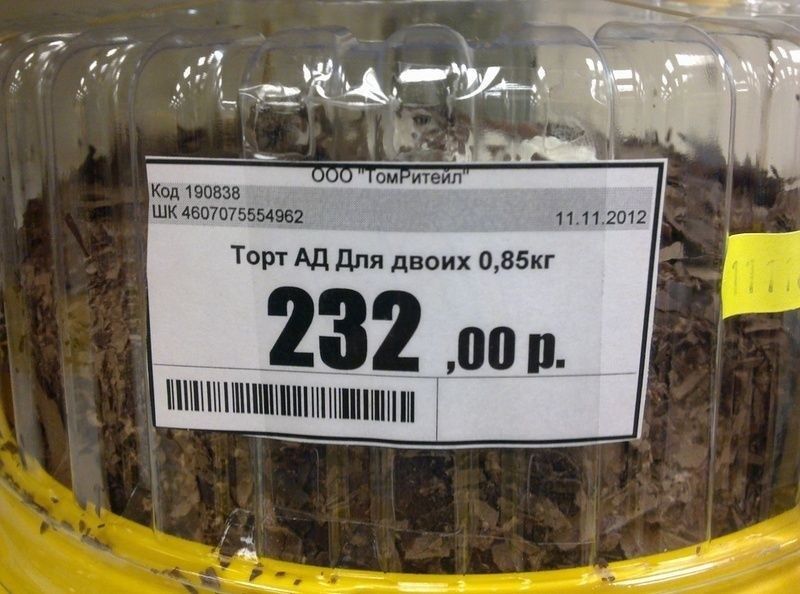 ООО "ТомРитейл"
Код 190838
ШК 4607075554962
11.11.2012
Торт АД Для двоих 0,85кг
232 ,00 р.